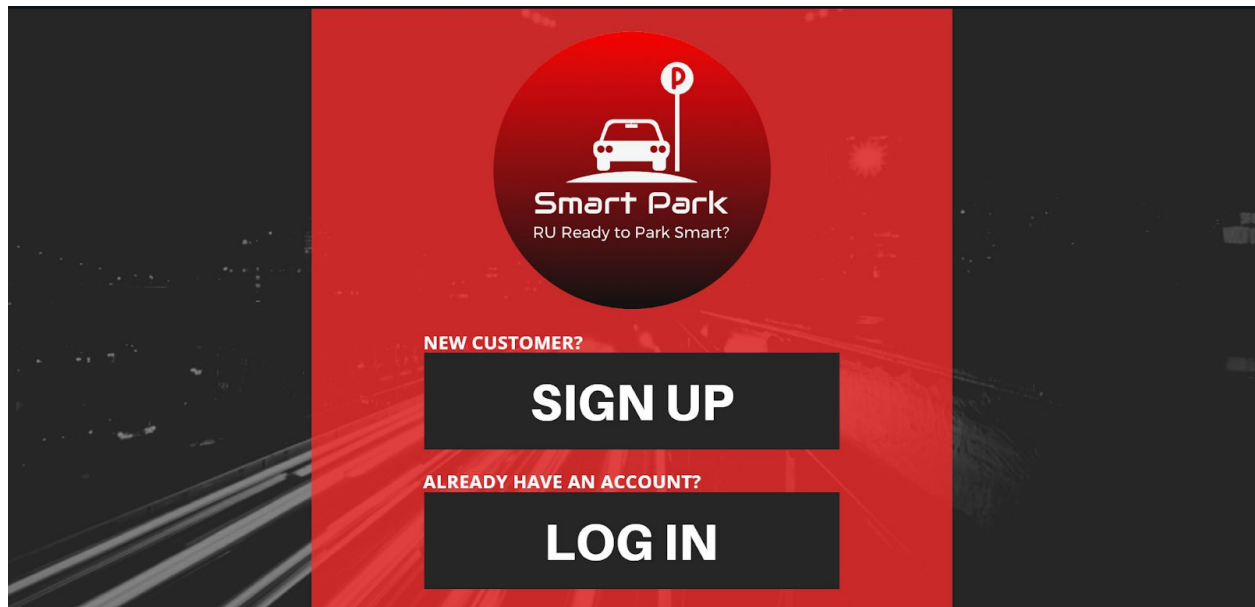 P
Smart Park
RU Ready to Park Smart?
NEW CUSTOMER?
SIGN UP
ALREADY HAVE AN ACCOUNT?
LOG IN